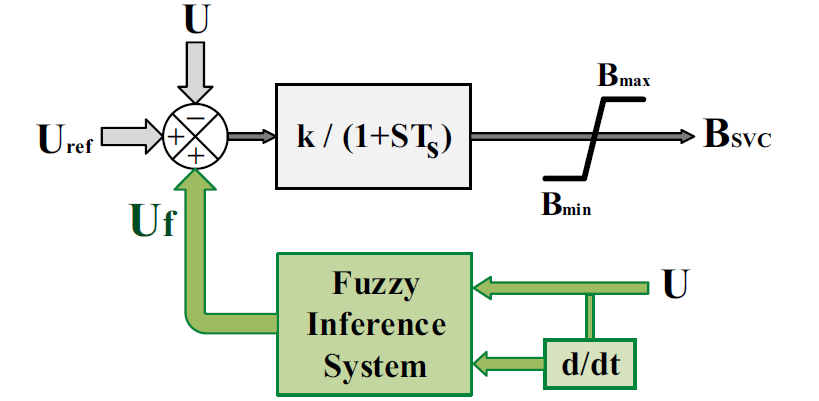 U
Uref
−
+
+
k / (1+STs)
Bmax
Bmin
BSVC
Uf
Fuzzy
Inference
System
U
d/dt